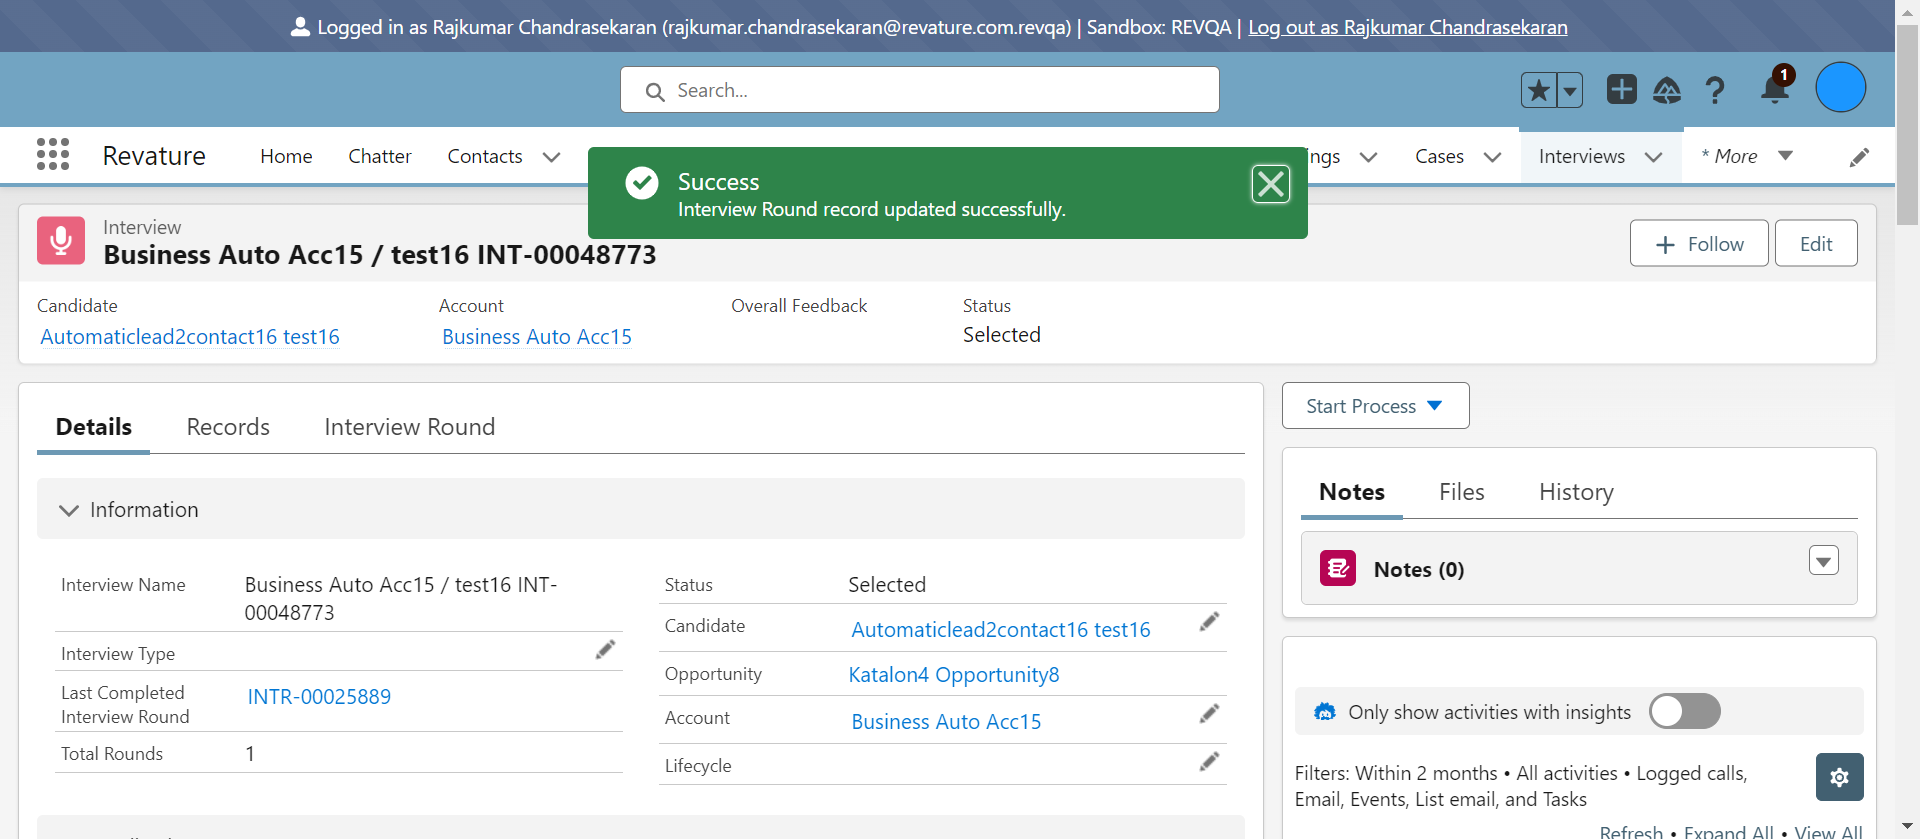 Logged in as Rajkumar Chandrasekaran (rajkumar.chandrasekaran@revature.com.revqa) | Sandbox: REVQA | Log out as Rajkumar Chandrasekaran
Search...
1
Revature
Home
Chatter
Contacts
ngs
Cases
Interviews
* More
Success
Interview Round record updated successfully.
Interview
Business Auto Acc15 / test16 INT-00048773
Follow
Edit
Candidate
Account
Overall Feedback
Status
Automaticlead2contact16 test16
Business Auto Acc15
Selected
Details
Records
Interview Round
Start Process
Information
Interview Name
Business Auto Acc15 / test16 INT-
00048773
Interview Type
Last Completed
Interview Round
INTR-00025889
Total Rounds
1
Status
Selected
Candidate
Automaticlead2contact16 test16
Opportunity
Katalon4 Opportunity8
Account
Business Auto Acc15
Lifecycle
Notes
Files
History
Notes (0)
Only show activities with insights
Filters: Within 2 months • All activities • Logged calls,
Email, Events, List email, and Tasks
Refresh • Expand All • View All